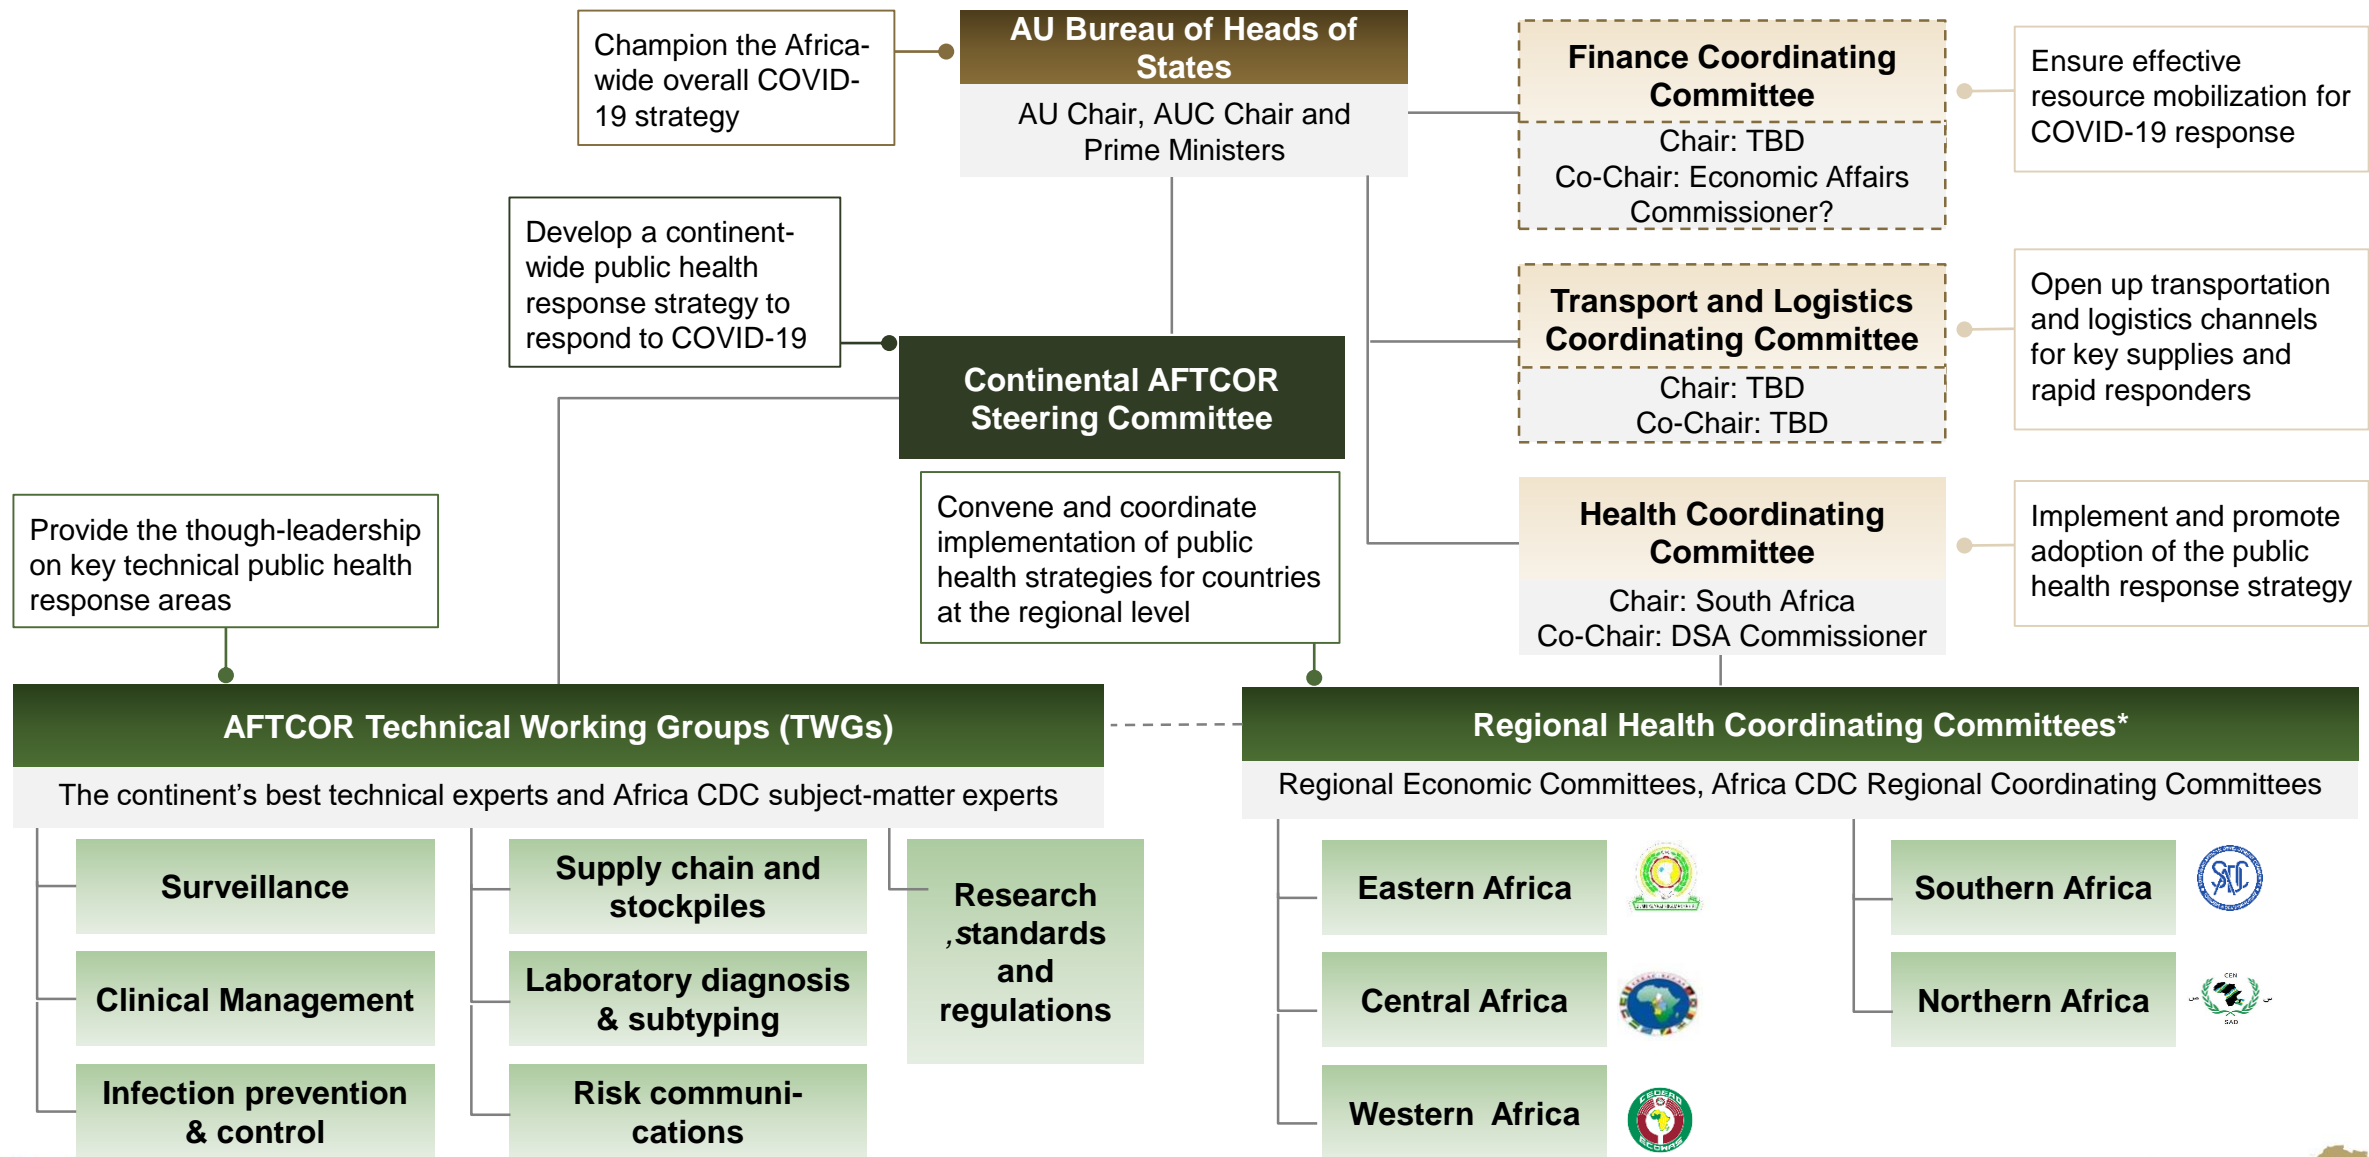 Champion the Africa-
wide overall COVID-
19 strategy
AU Bureau of Heads of
States
AU Chair, AUC Chair and
Prime Ministers
Finance Coordinating
Committee
Chair: TBD
Co-Chair: Economic Affairs
Commissioner?
Ensure effective
resource mobilization for
COVID-19 response
Develop a continent-
wide public health
response strategy to
respond to COVID-19
Continental AFTCOR
Steering Committee
Transport and Logistics
Coordinating Committee
Chair: TBD
Co-Chair: TBD
Open up transportation
and logistics channels
for key supplies and
rapid responders
Provide the though-leadership
on key technical public health
response areas
Convene and coordinate
implementation of public
health strategies for countries
at the regional level
Health Coordinating
Committee
Chair: South Africa
Co-Chair: DSA Commissioner
Implement and promote
adoption of the public
health response strategy
AFTCOR Technical Working Groups (TWGs)
The continent’s best technical experts and Africa CDC subject-matter experts
Surveillance
Clinical Management
Infection prevention
& control
Supply chain and
stockpiles
Laboratory diagnosis
& subtyping
Risk communi-
cations
Research
,standards
and
regulations
Regional Health Coordinating Committees*
Regional Economic Committees, Africa CDC Regional Coordinating Committees
Eastern Africa
Central Africa
Western  Africa
CEDEAO
ECOWAS
Southern Africa
SADC
Northern Africa
CEN
س ص
SAD